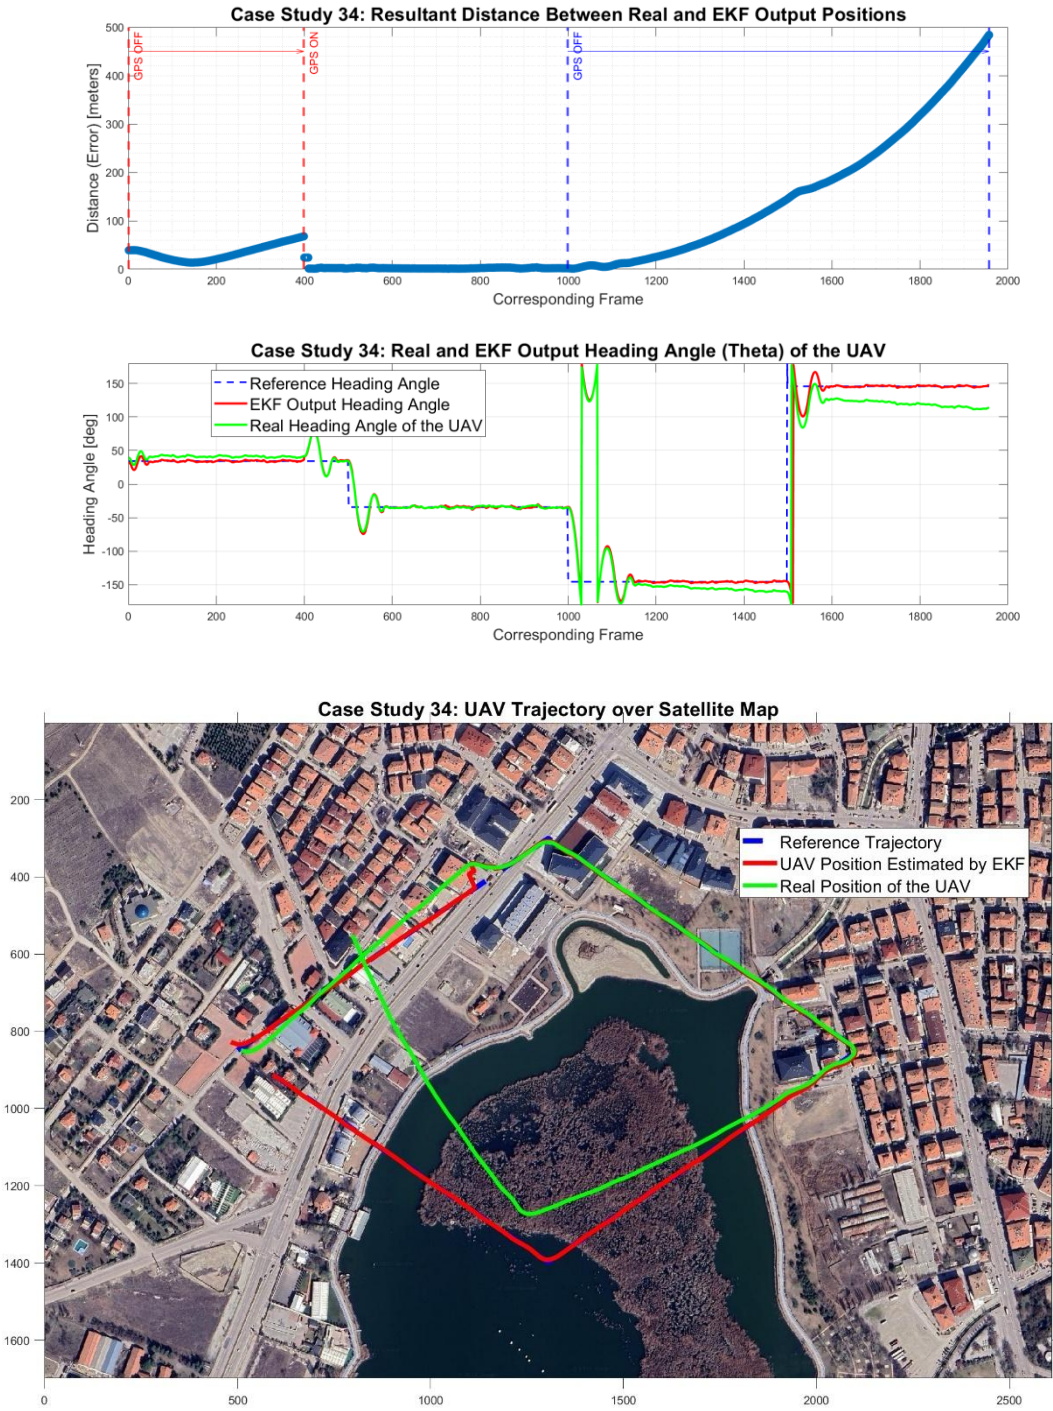 Case Study 34: Resultant Distance Between Real and EKF Output Positions
500
400
300
200
100
0
Distance (Error) [meters]
GPS OFF
GPS ON
GPS OFF
0 200 400 600 800 1000 1200 1400 1600 1800 2000
Corresponding Frame
Case Study 34: Real and EKF Output Heading Angle (Theta) of the UAV
150
100
50
0
-50
-100
-150
Heading Angle [deg]
Reference Heading Angle
EKF Output Heading Angle
Real Heading Angle of the UAV
0 200 400 600 800 1000 1200 1400 1600 1800 2000
Corresponding Frame
Case Study 34: UAV Trajectory over Satellite Map
200
400
600
800
1000
1200
1400
1600
Reference Trajectory
UAV Position Estimated by EKF
Real Position of the UAV
0 500 1000 1500 2000 2500